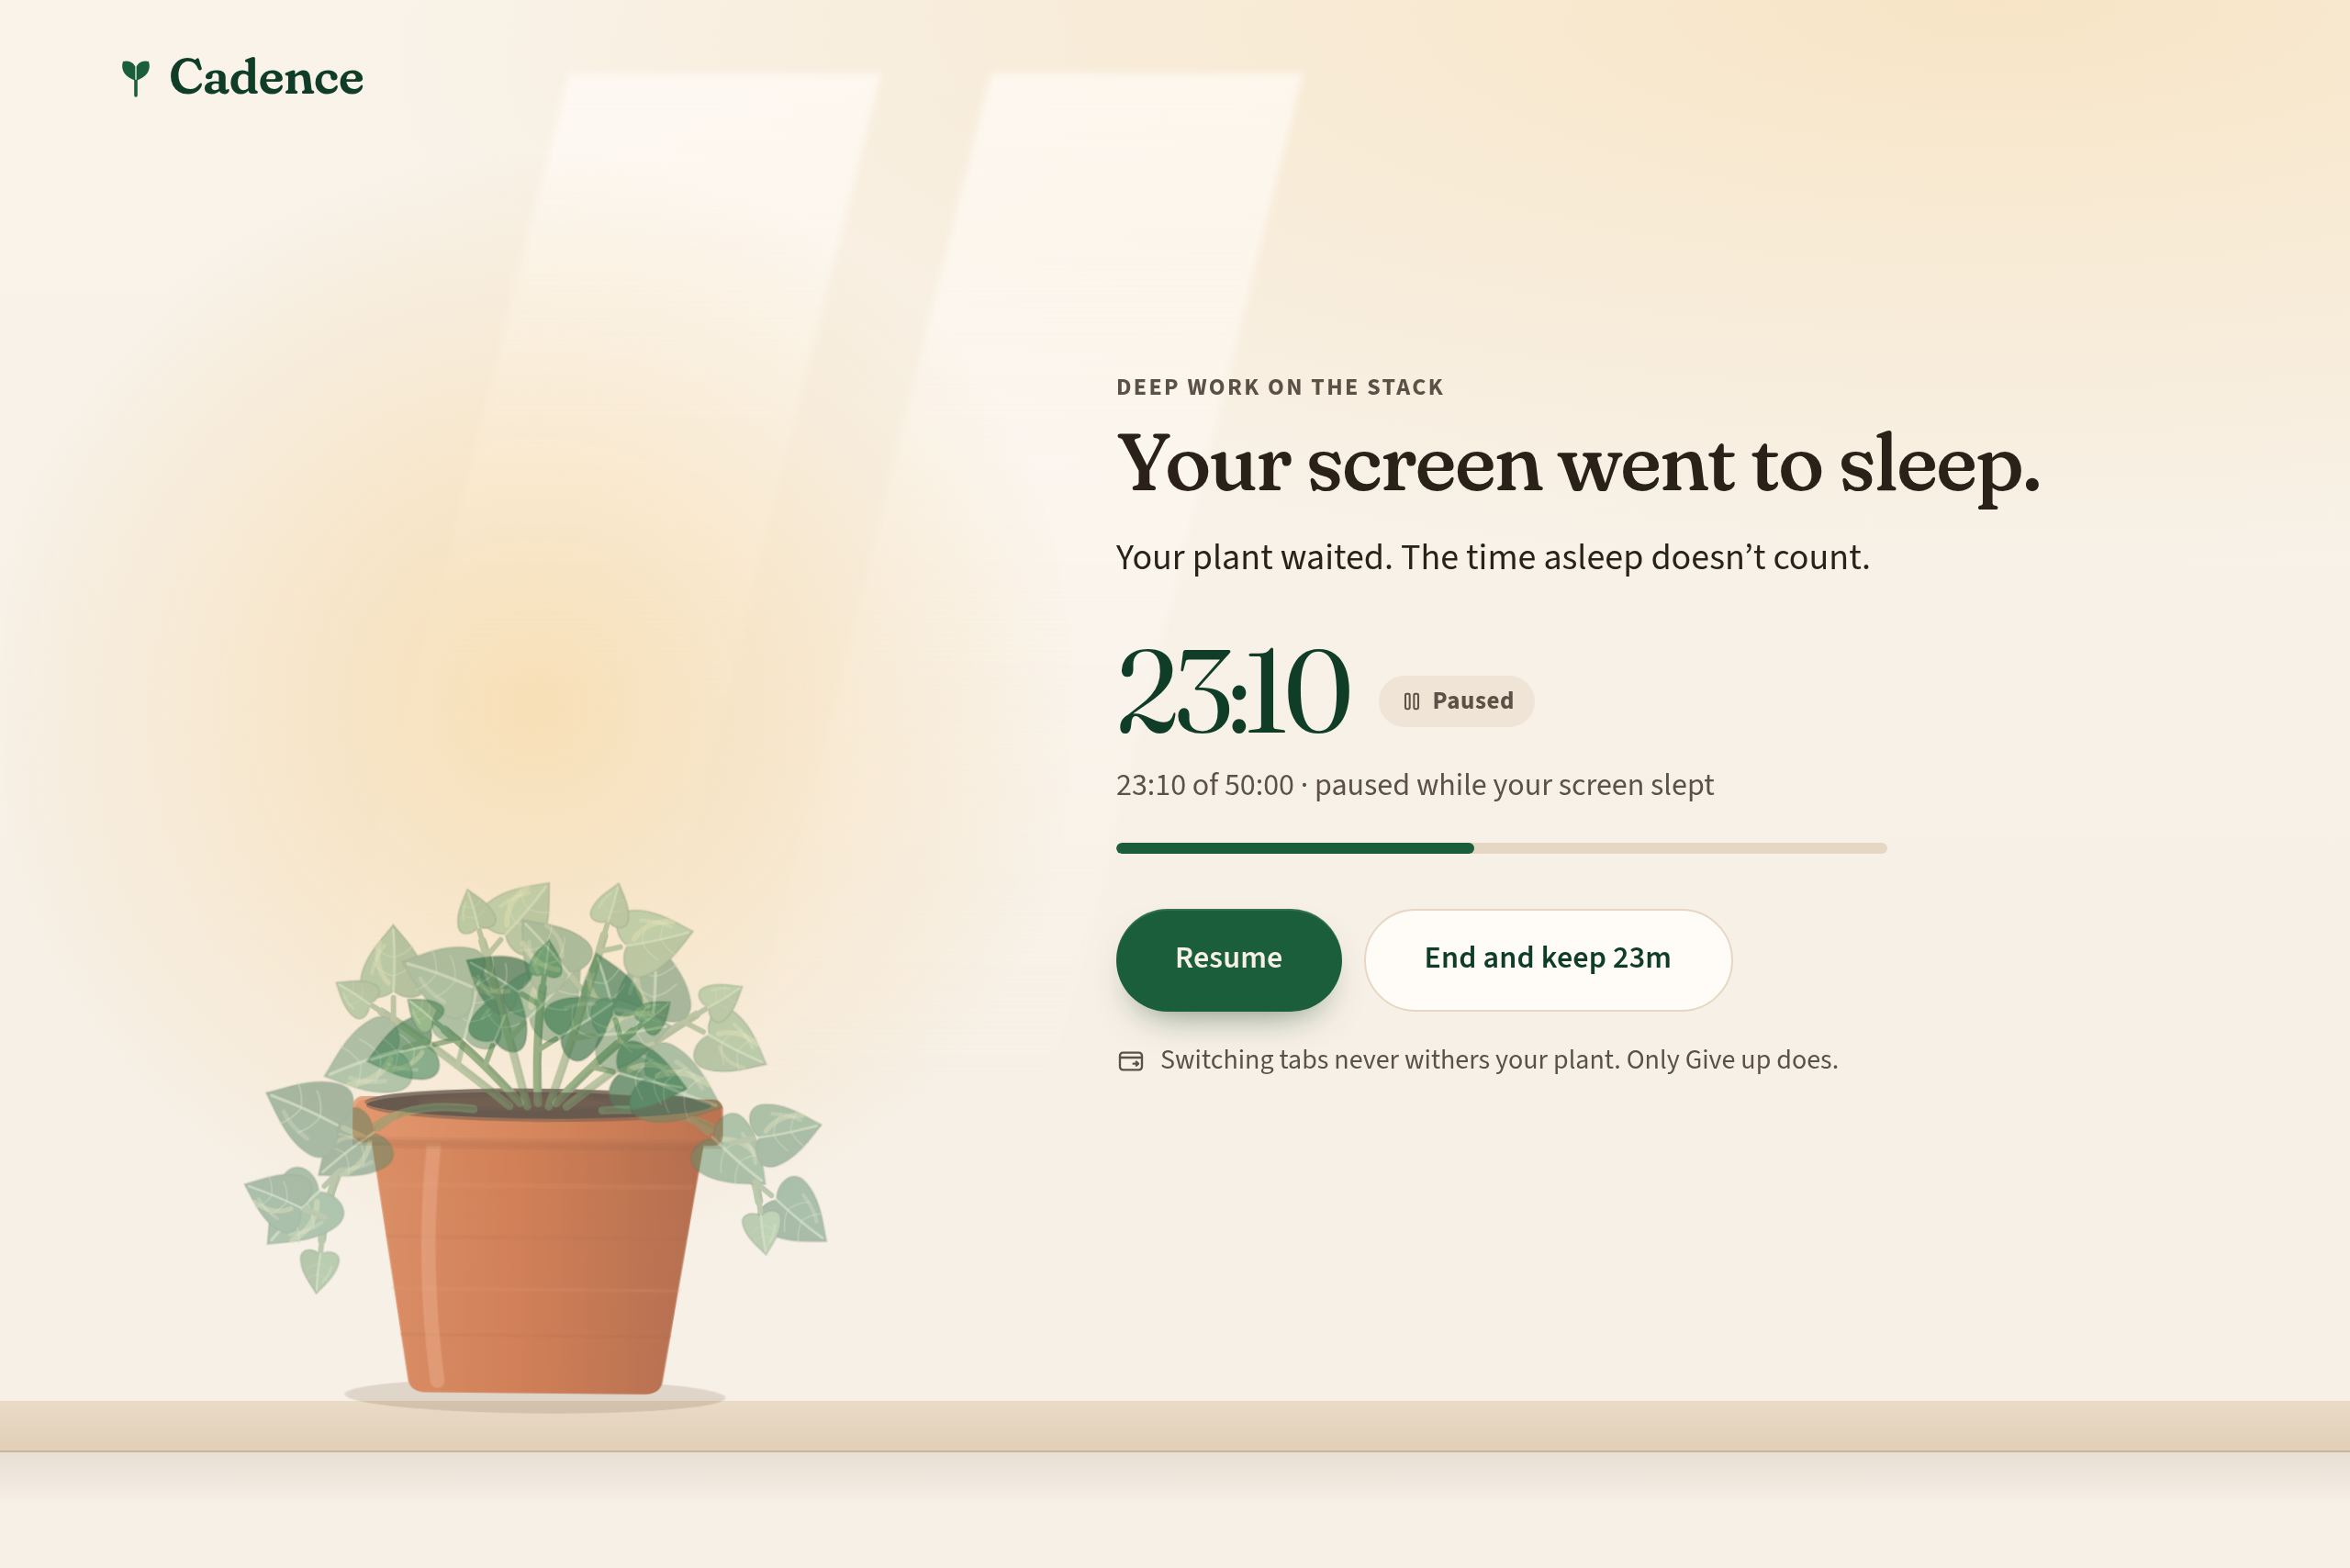 Cadence
DEEP WORK ON THE STACK
Your screen went to sleep.
Your plant waited. The time asleep doesn’t count.
23:10
Paused
23:10 of 50:00 · paused while your screen slept
Resume
End and keep 23m
Switching tabs never withers your plant. Only Give up does.